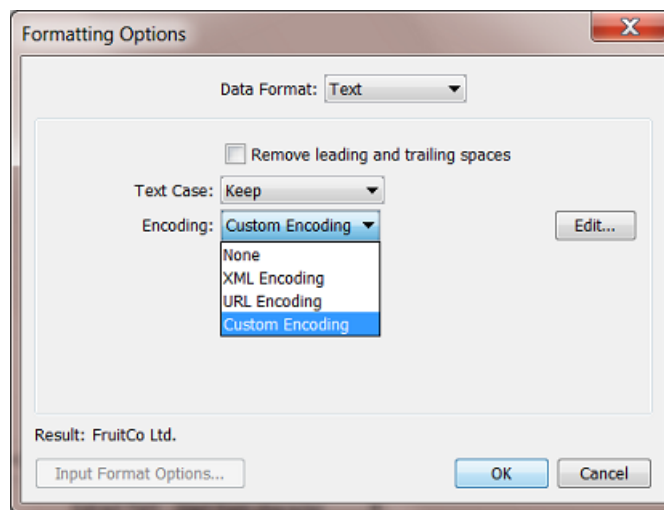 Formatting Options
Data Format: Text
Remove leading and trailing spaces
Text Case: Keep
Encoding: Custom Encoding Edit...
None
XML Encoding
URL Encoding
Custom Encoding
Result: FruitCo Ltd.
Input Format Options... OK Cancel